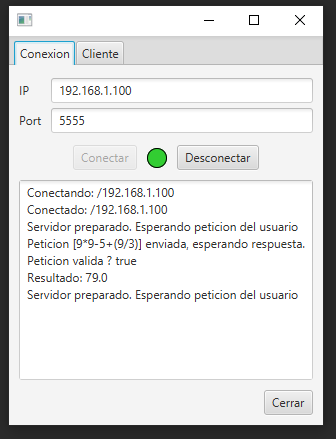 Conexion Cliente
IP 192.168.1.100
Port 5555
Conectar Desconectar
Conectando: /192.168.1.100
Conectado: /192.168.1.100
Servidor preparado. Esperando peticion del usuario
Peticion [9*9-5+(9/3)] enviada, esperando respuesta.
Peticion valida ? true
Resultado: 79.0
Servidor preparado. Esperando peticion del usuario
Cerrar